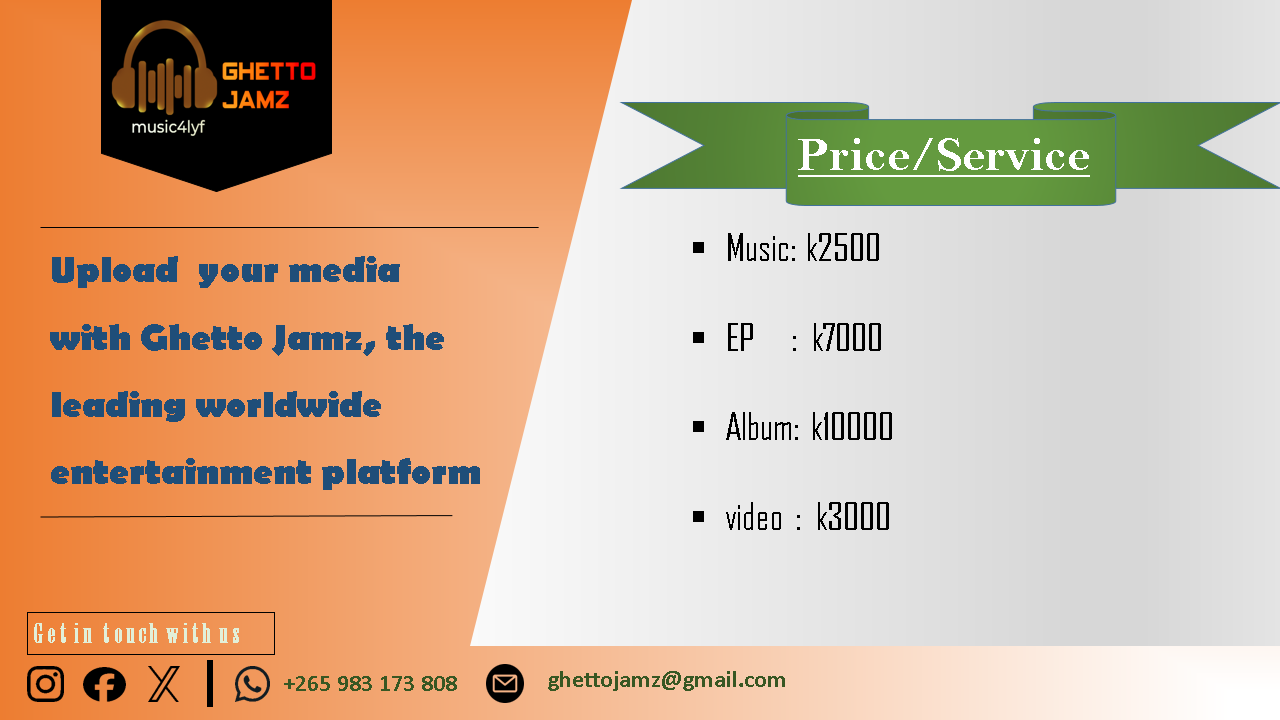 GHETTO
JAMZ
music4lyf
Upload your media
with Ghetto Jamz, the
leading worldwide
entertainment platform
Price/Service
▪ Music: k2500
▪ EP : k7000
▪ Album: k10000
▪ video : k3000
Get in touch with us
+265 983 173 808
ghettojamz@gmail.com